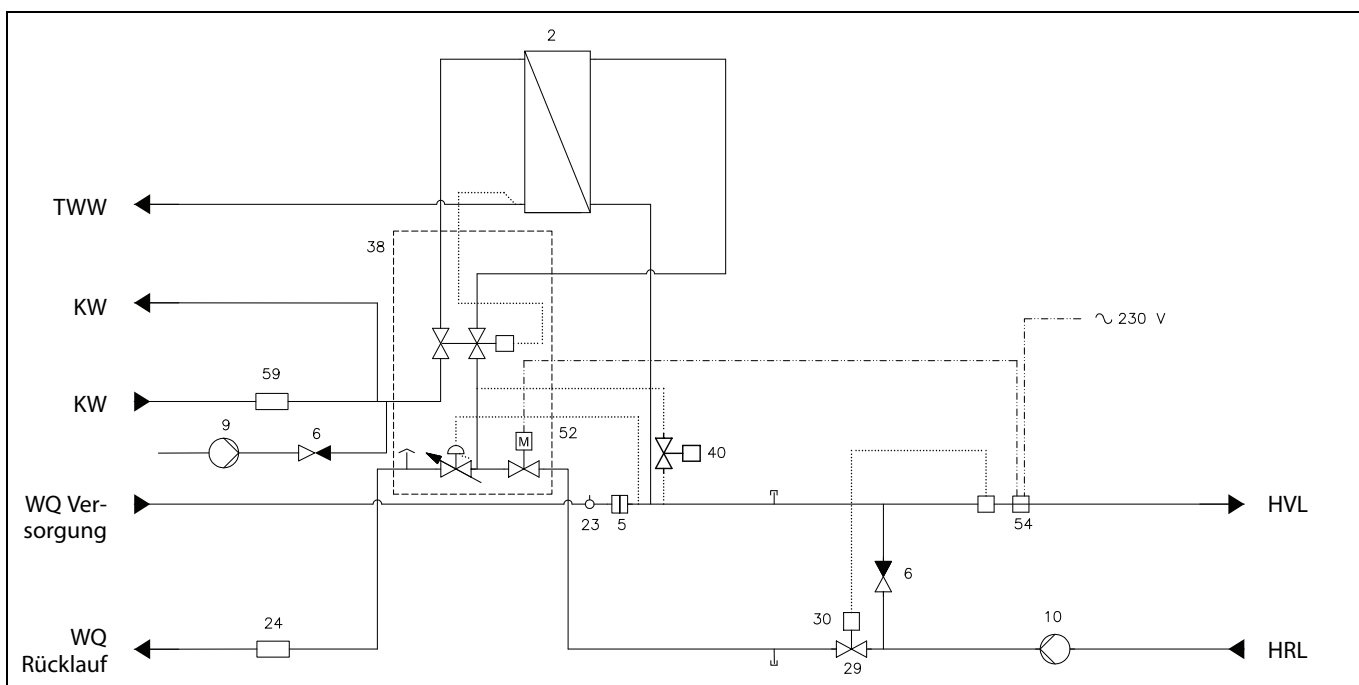 2
TWW
38
KW
~ 230 V
59
KW
9
6
M
52
40
WQ Ver-
sorgung
23
5
54
HVL
6
30
10
24
WQ
Rücklauf
29
HRL